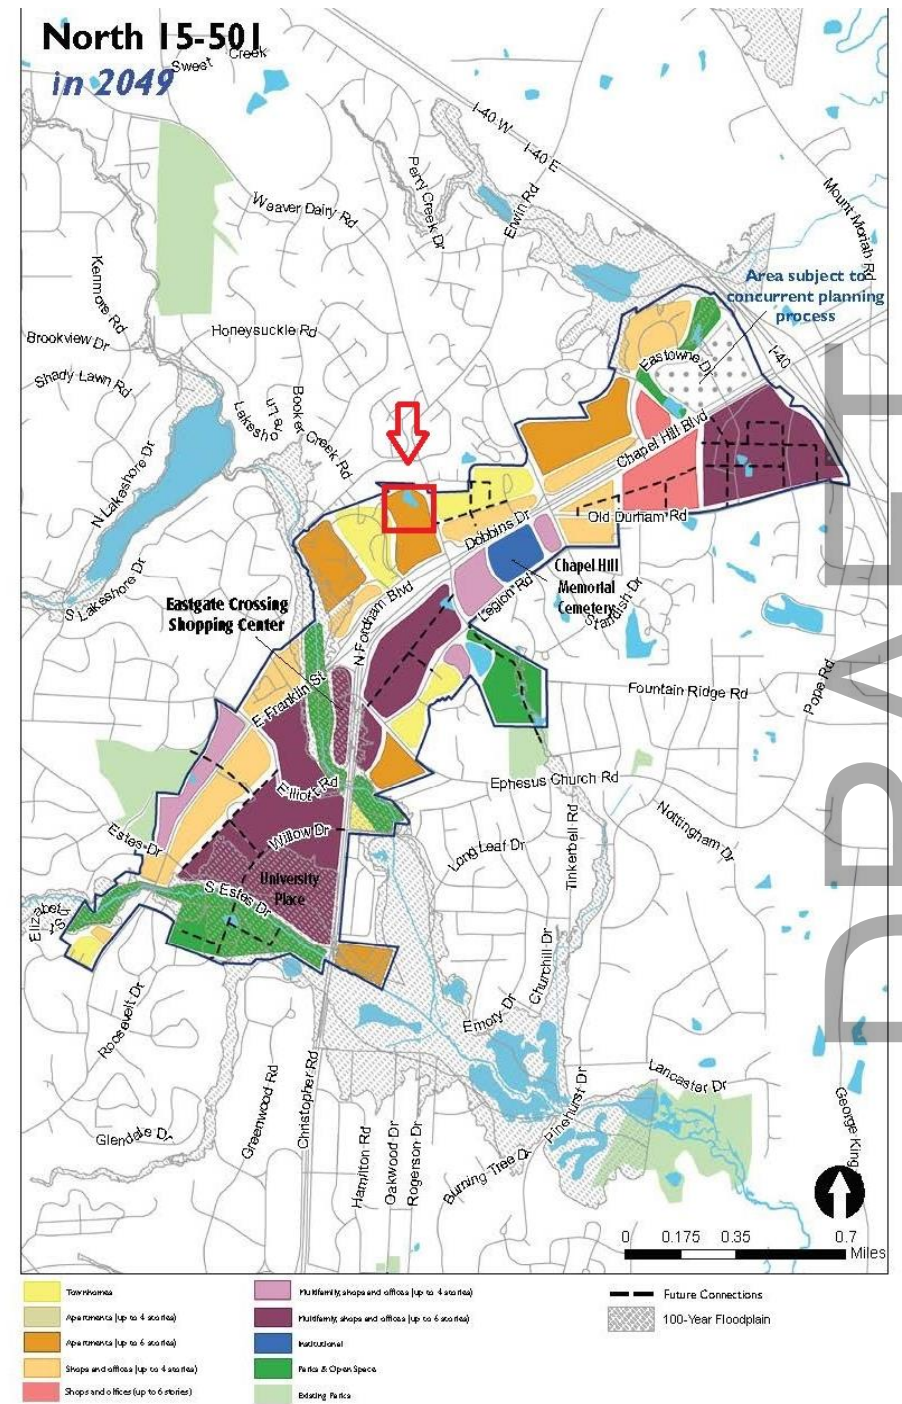 North 15-501
in 2049
Sweet Creek
I-40 W
I-40 E
Perry Creek Dr
Erwin Rd
Mount Moriah Rd
Weaver Dairy Rd
Kenmore Rd
Area subject to
concurrent planning
process
Honeysuckle Rd
Brookview Dr
I-40
Eastowne Dr
Shady Lawn Rd
Lakeshore Ln
Booker Creek Rd
Chapel Hill Blvd
N Lakeshore Dr
Old Durham Rd
Dobbins Dr
S Lakeshore Dr
Chapel Hill
Memorial
Cemetery
Legion Rd
Standish Dr
Eastgate Crossing
Shopping Center
N Fordham Blvd
E Franklin St
Fountain Ridge Rd
Pope Rd
Ephesus Church Rd
Elliott Rd
Nottingham Dr
Willow Dr
Estes Dr
Long Leaf Dr
Tinkerbell Rd
DRAFT
University
Place
S Estes Dr
Churchill Dr
Roosevelt Dr
Emory Dr
Lancaster Dr
Pinehurst Dr
Greenwood Rd
Christopher Rd
Glendale Dr
Hamilton Rd
Oakwood Dr
Rogerson Dr
Burning Tree Dr
George King
0 0.175 0.35 0.7
Miles
Townhomes
Apartments (up to 4 stories)
Apartments (up to 6 stories)
Shops and offices (up to 4 stories)
Shops and offices (up to 6 stories)
Multifamily, shops and offices (up to 4 stories)
Multifamily, shops and offices (up to 6 stories)
Institutional
Parks & Open Space
Existing Parks
Future Connections
100-Year Floodplain